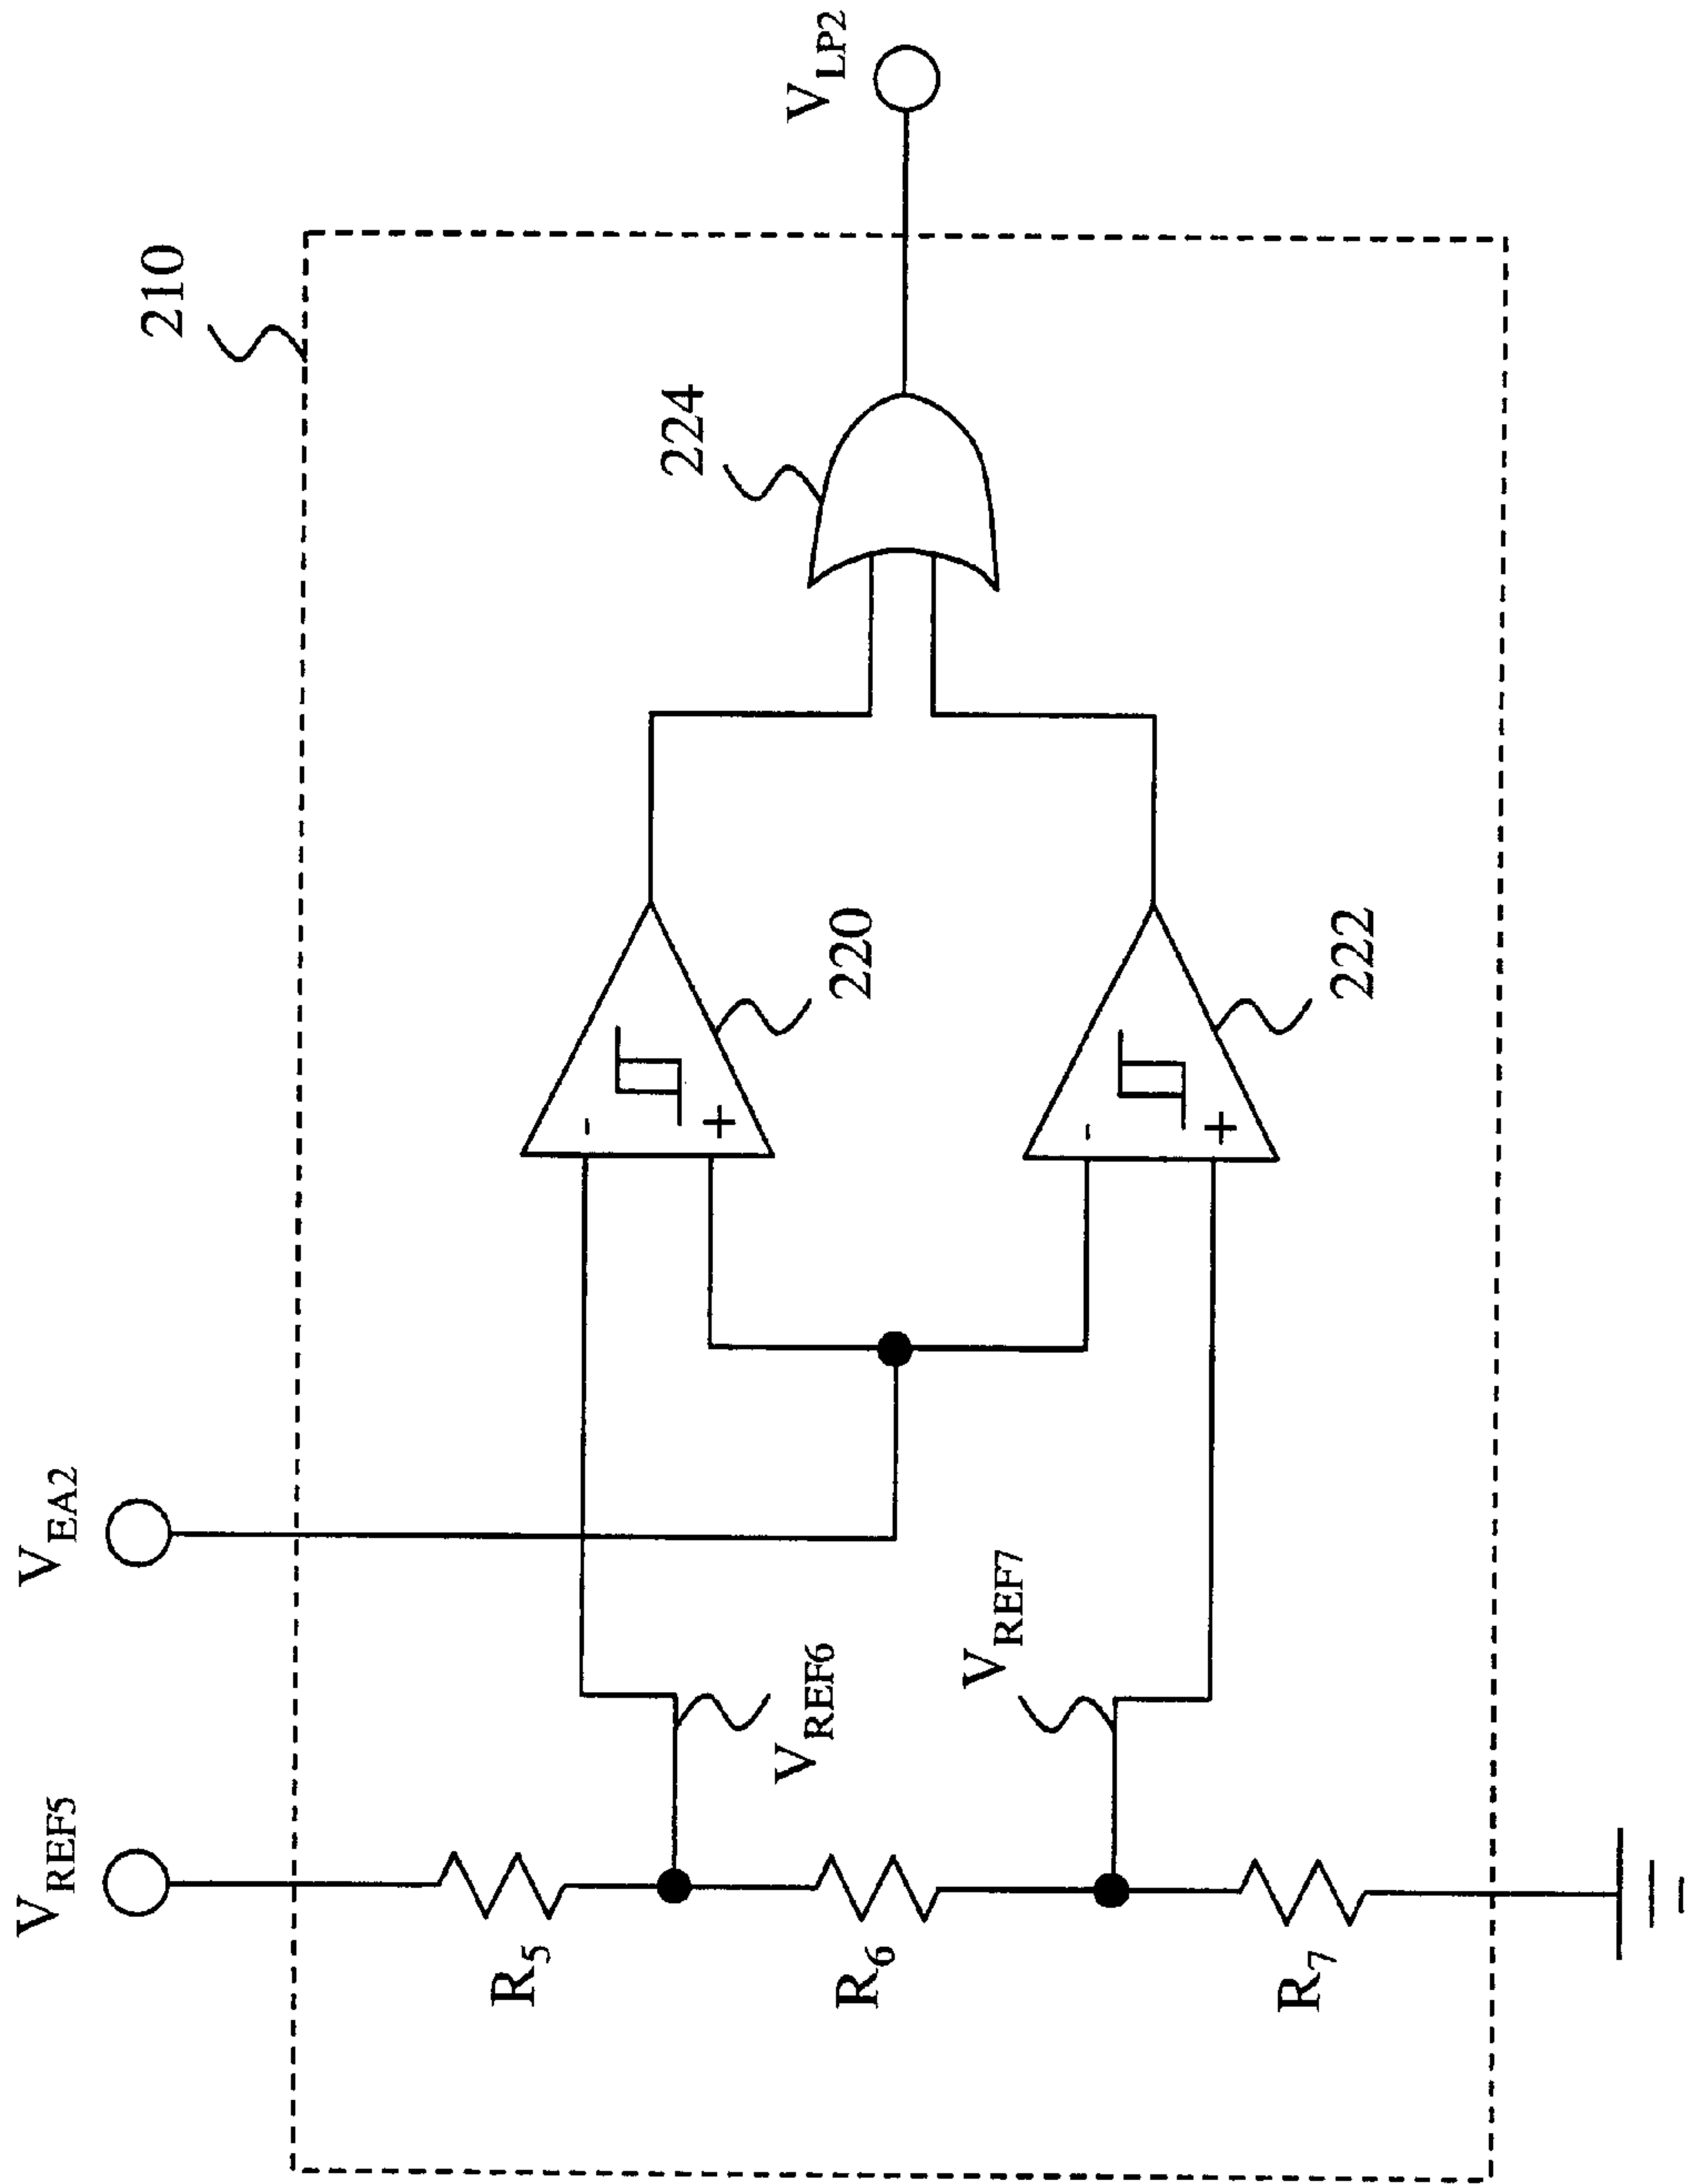 210
V_REF5
V_EA2
V_LP2
R_5
V_REF6
-
+
220
224
R_6
V_REF7
-
+
222
R_7